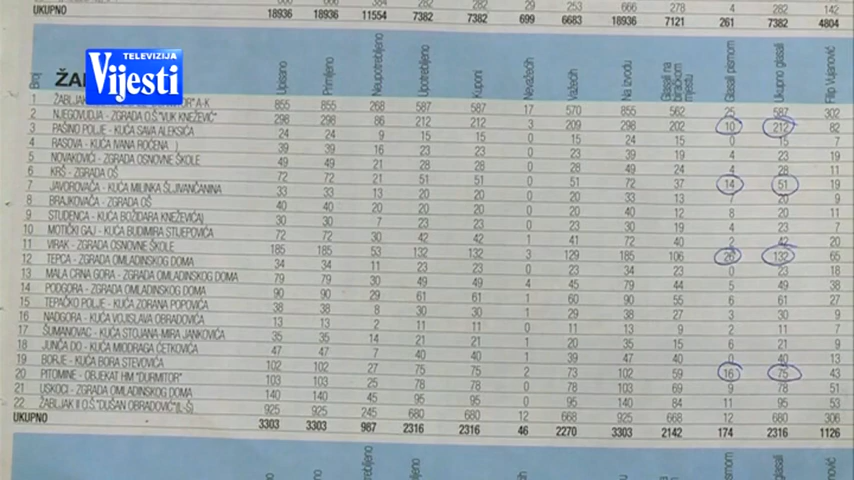 UKUPNO 18936 18936 11554 7382 7382 699 6683 18936 7121 261 7382 4804
TELEVIZIJA
Vijesti
Broj Upisano Primljeno Neupotrebljeno Upotrebljeno Kuponi Nevažećih Važećih Na izvodu Glasali na biračkom mjestu Glasali pismom Ukupno glasali Filip Vujanović
1 855 855 268 587 587 17 570 855 562 25 587 302
2 NJEGOVUDJA - ZGRADA O.Š "VUK KNEŽEVIĆ" 298 298 86 212 212 3 209 298 202 10 212 82
3 PAŠINO POLJE - KUĆA SAVA ALEKSIĆA 24 24 9 15 15 0 15 24 15 0 15 7
4 RASOVA - KUĆA IVANA ROĆENA ) 39 39 16 23 23 0 23 39 19 4 23 19
5 NOVAKOVIĆI - ZGRADA OSNOVNE ŠKOLE 49 49 21 28 28 0 28 49 24 4 28 11
6 KRŠ - ZGRADA OŠ 72 72 21 51 51 0 51 72 37 14 51 19
7 JAVOROVAČA - KUĆA MILINKA ŠLJIVANČANINA 33 33 13 20 20 0 20 33 13 7 20 9
8 BRAJKOVAČA - ZGRADA OŠ 40 40 20 20 20 0 20 40 12 8 20 11
9 STUDENCA - KUĆA BOŽIDARA KNEŽEVIĆA) 30 30 7 23 23 0 23 30 19 4 23 7
10 MOTIČKI GAJ - KUĆA BUDIMIRA STIJEPOVIĆA 72 72 30 42 42 1 41 72 40 2 42 20
11 VIRAK - ZGRADA OSNOVNE ŠKOLE 185 185 53 132 132 3 129 185 106 26 132 65
12 TEPCA - ZGRADA OMLADINSKOG DOMA 34 34 11 23 23 0 23 34 23 0 23 18
13 MALA CRNA GORA - ZGRADA OMLADINSKOG DOMA 79 79 30 49 49 4 45 79 44 5 49 38
14 PODGORA - ZGRADA OMLADINSKOG DOMA 90 90 29 61 61 1 60 90 55 6 61 27
15 TEPAČKO POLJE - KUĆA ZORANA POPOVIĆA 38 38 8 30 30 1 29 38 27 3 30 9
16 NADGORA - KUĆA VOJISLAVA OBRADOVIĆA 13 13 2 11 11 0 11 13 9 2 11 7
17 ŠUMANOVAC - KUĆA STOJANA-MIRA JANKOVIĆA 35 35 14 21 21 1 20 35 15 6 21 9
18 JUNČA DO - KUĆA MIODRAGA ĆETKOVIĆA 47 47 7 40 40 1 39 47 40 0 40 13
19 BORJE - KUĆA BORA STEVOVIĆA 102 102 27 75 75 2 73 102 59 16 75 43
20 PITOMINE - OBJEKAT HM "DURMITOR" 103 103 25 78 78 0 78 103 69 9 78 51
21 USKOCI - ZGRADA OMLADINSKOG DOMA 140 140 45 95 95 0 95 140 84 11 95 53
22 ŽABLJAK II O.Š "DUŠAN OBRADOVIĆ"(L-Š) 925 925 245 680 680 12 668 925 668 12 680 306
UKUPNO 3303 3303 987 2316 2316 46 2270 3303 2142 174 2316 1126